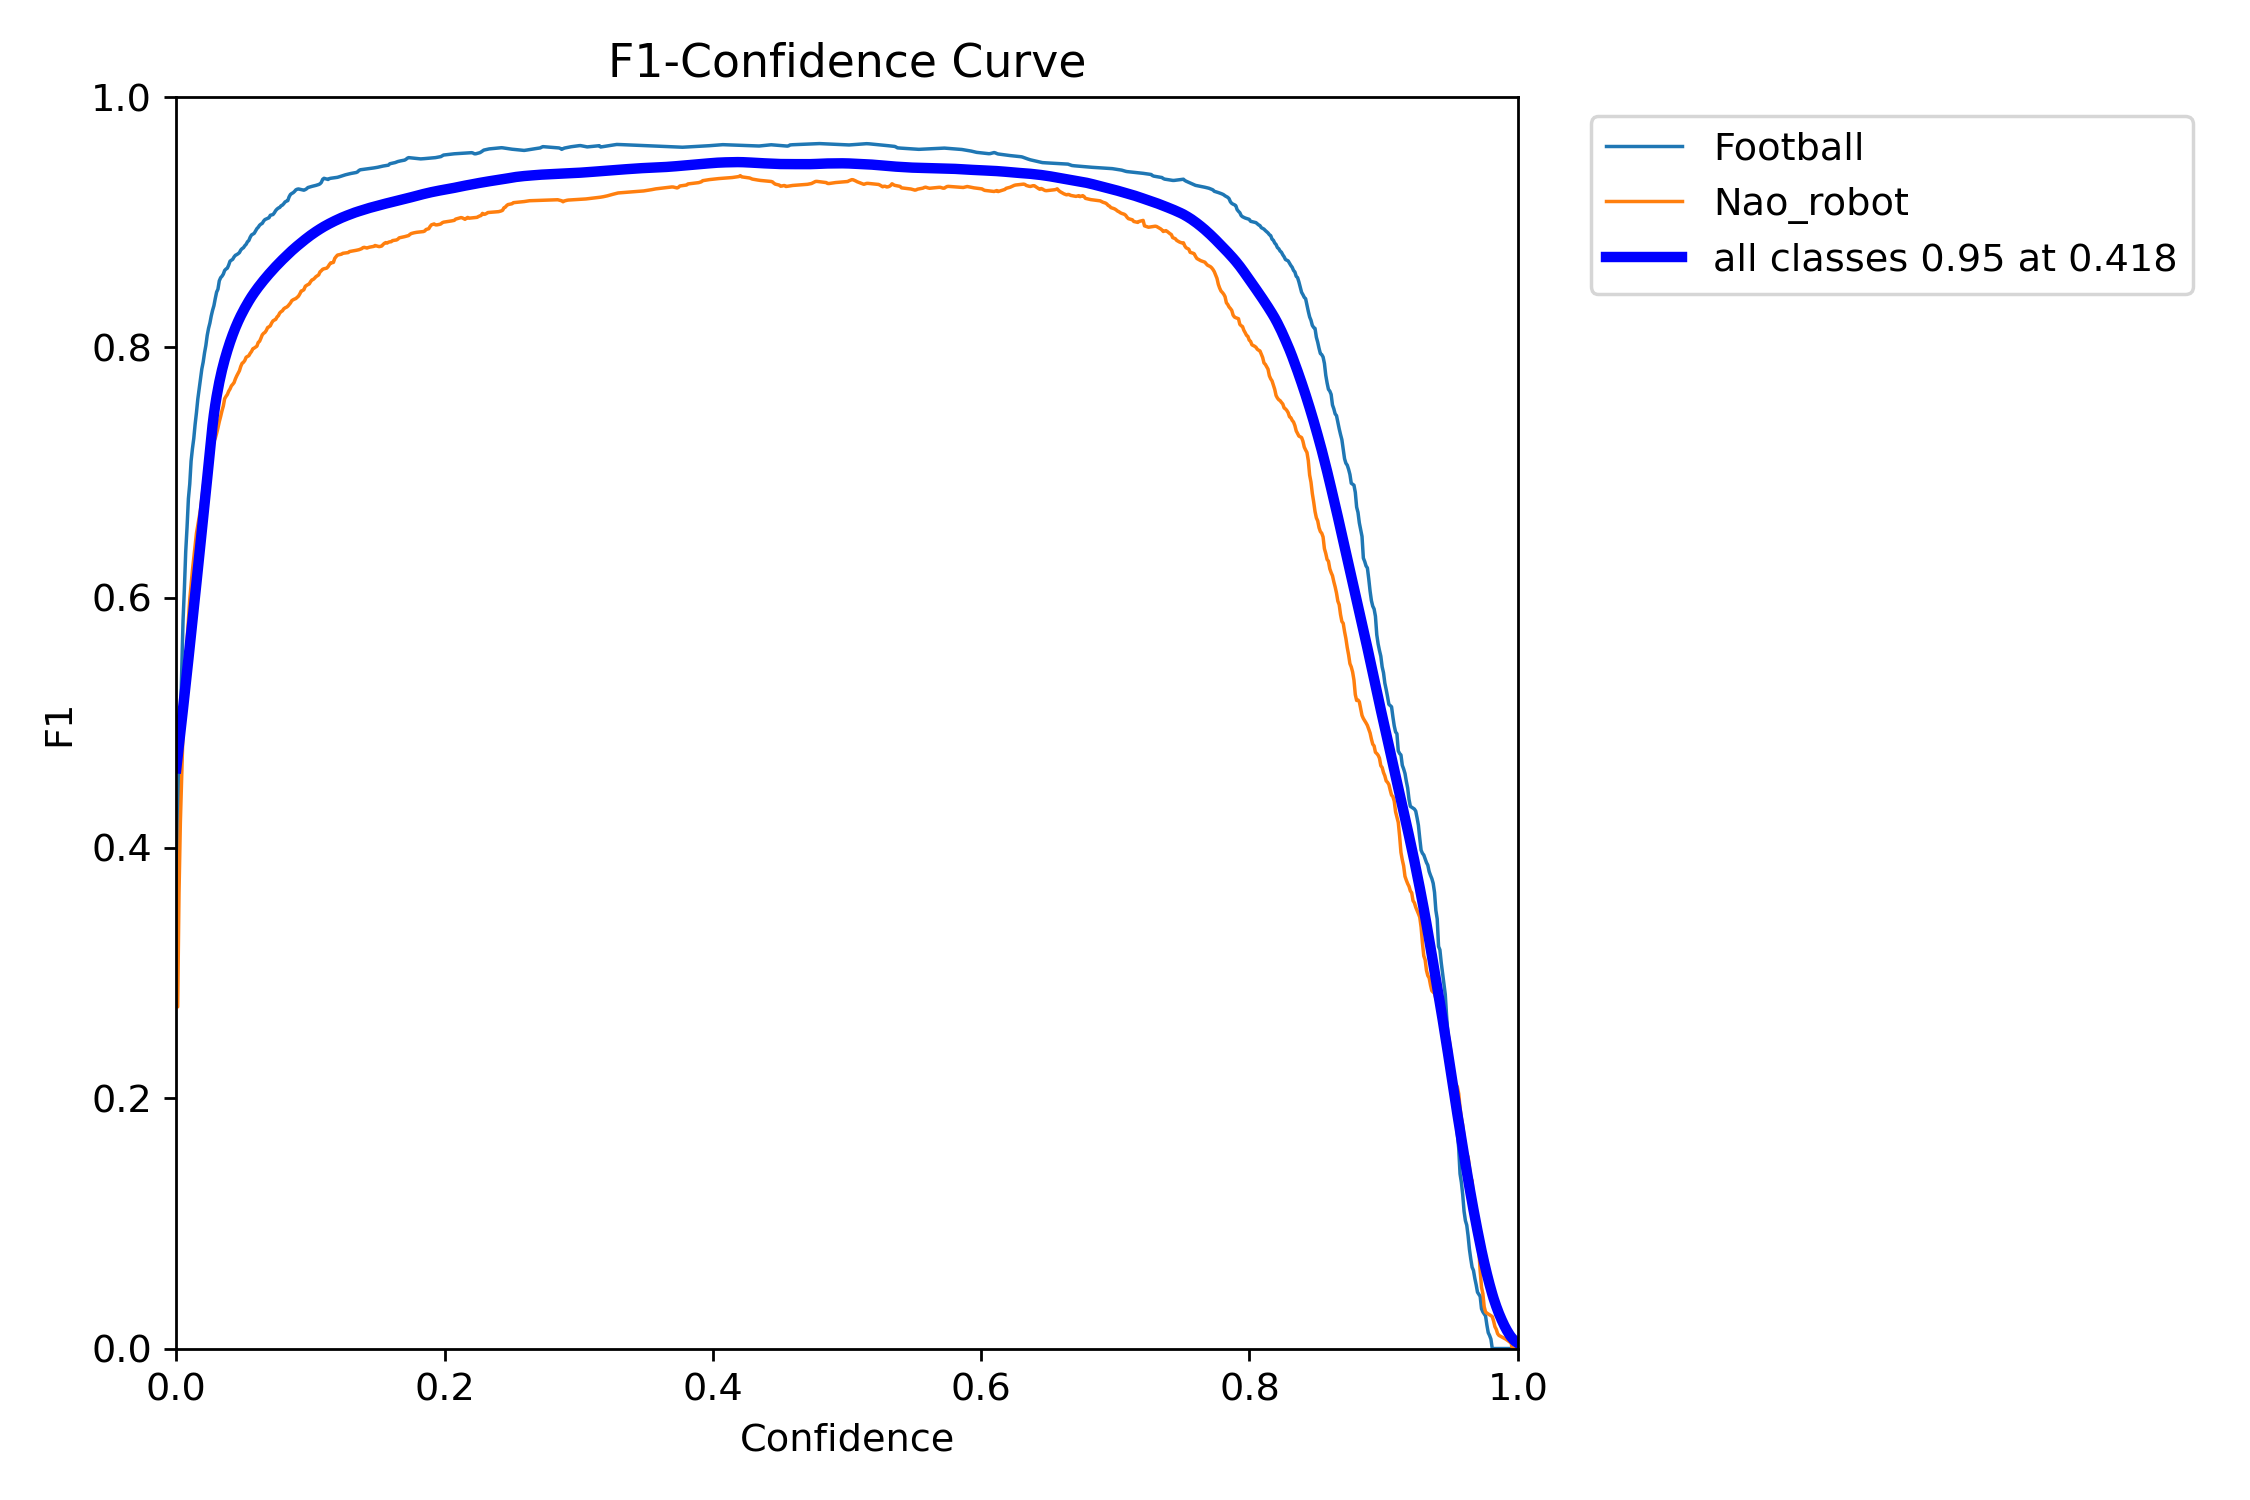 F1-Confidence Curve
1.0
0.8
0.6
0.4
0.2
0.0
F1
0.0 0.2 0.4 0.6 0.8 1.0
Confidence
Football
Nao_robot
all classes 0.95 at 0.418